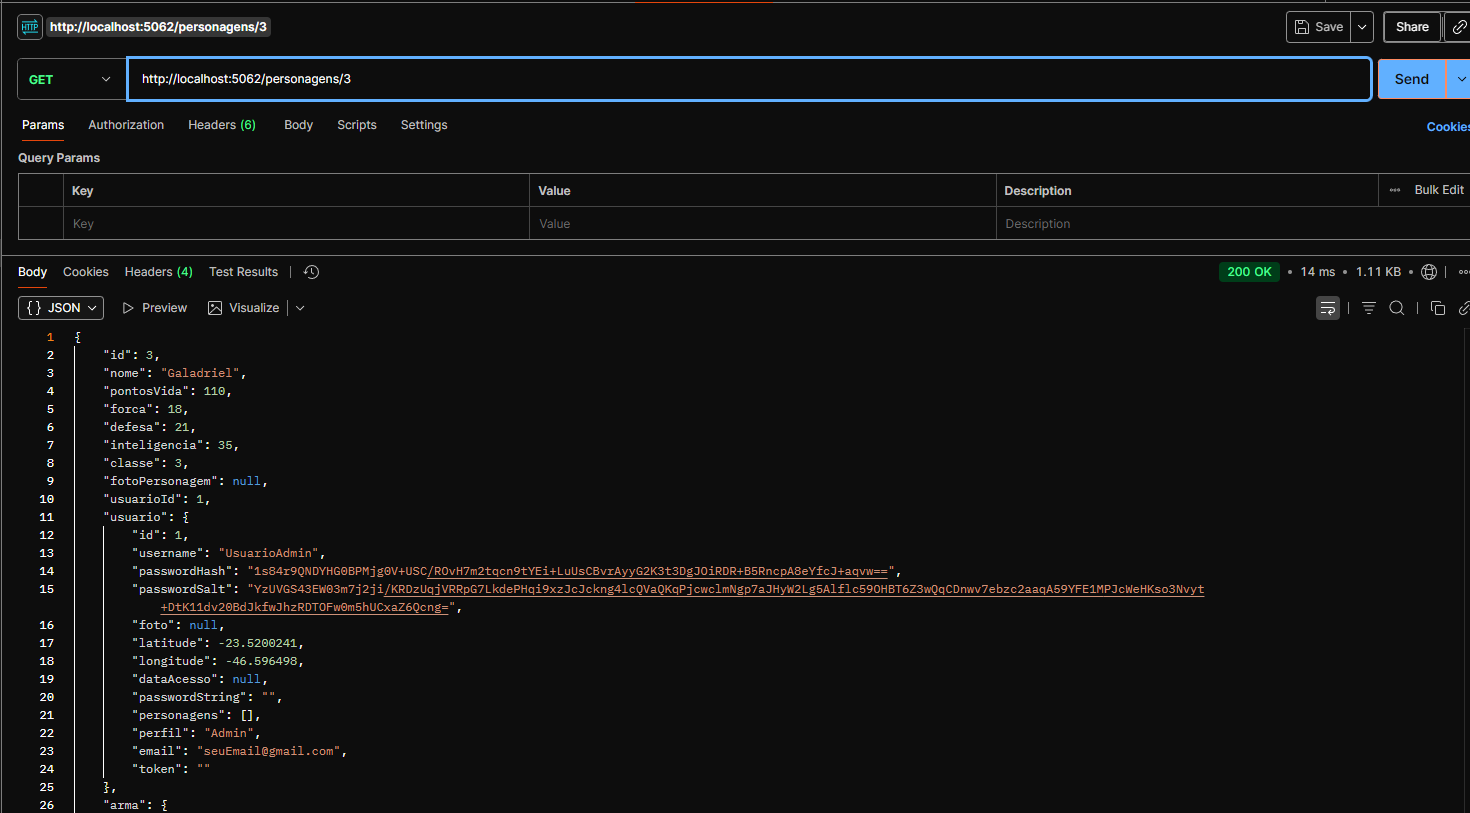 HTTP http://localhost:5062/personagens/3 Save Share
GET http://localhost:5062/personagens/3 Send
Params Authorization Headers (6) Body Scripts Settings Cookies
Query Params
Key Value Description Bulk Edit
Key Value Description
Body Cookies Headers (4) Test Results 200 OK • 14 ms • 1.11 KB •
{} JSON Preview Visualize
1 {
2 "id": 3,
3 "nome": "Galadriel",
4 "pontosVida": 110,
5 "forca": 18,
6 "defesa": 21,
7 "inteligencia": 35,
8 "classe": 3,
9 "fotoPersonagem": null,
10 "usuarioId": 1,
11 "usuario": {
12 "id": 1,
13 "username": "UsuarioAdmin",
14 "passwordHash": "1s84r9QNDYHG0BPMjg0V+USC/ROvH7m2tqcn9tYEi+LuUsCBvrAyyG2K3t3DgJOiRDR+B5RncpA8eYfcJ+aqvw==",
15 "passwordSalt": "YzUVGS43EW03m7j2ji/KRDzUqjVRRpG7LkdePHqi9xzJcJckng4lcQVaQKqPjcwclmNgp7aJHyW2Lg5Alflc59OHBT6Z3wQqCDnwv7ebzc2aaqA59YFE1MPJcWeHKso3Nvyt
+DtK11dv20BdJkfwJhzRDTOFw0m5hUCxaZ6Qcng=",
16 "foto": null,
17 "latitude": -23.5200241,
18 "longitude": -46.596498,
19 "dataAcesso": null,
20 "passwordString": "",
21 "personagens": [],
22 "perfil": "Admin",
23 "email": "seuEmail@gmail.com",
24 "token": ""
25 },
26 "arma": {